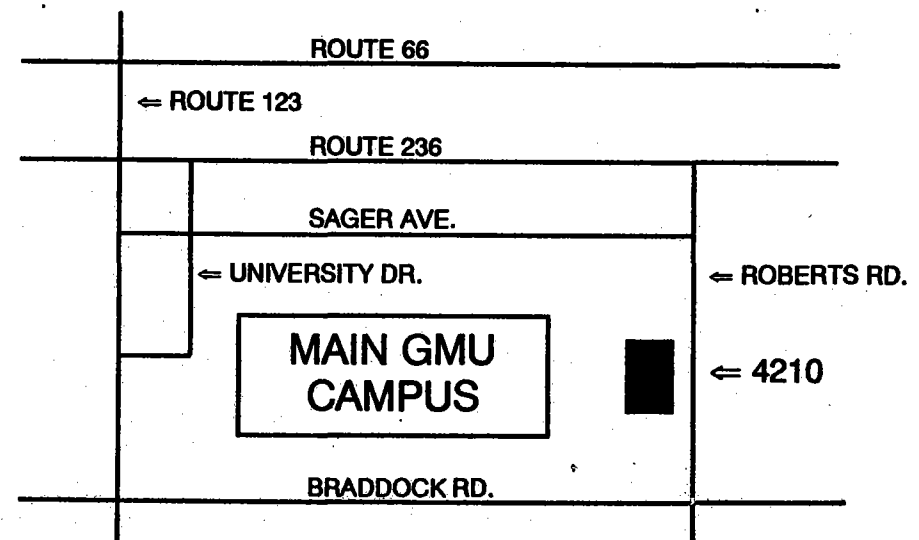 ROUTE 66
⇐ ROUTE 123
ROUTE 236
SAGER AVE.
⇐ UNIVERSITY DR.
⇐ ROBERTS RD.
MAIN GMU
CAMPUS
⇐ 4210
BRADDOCK RD.